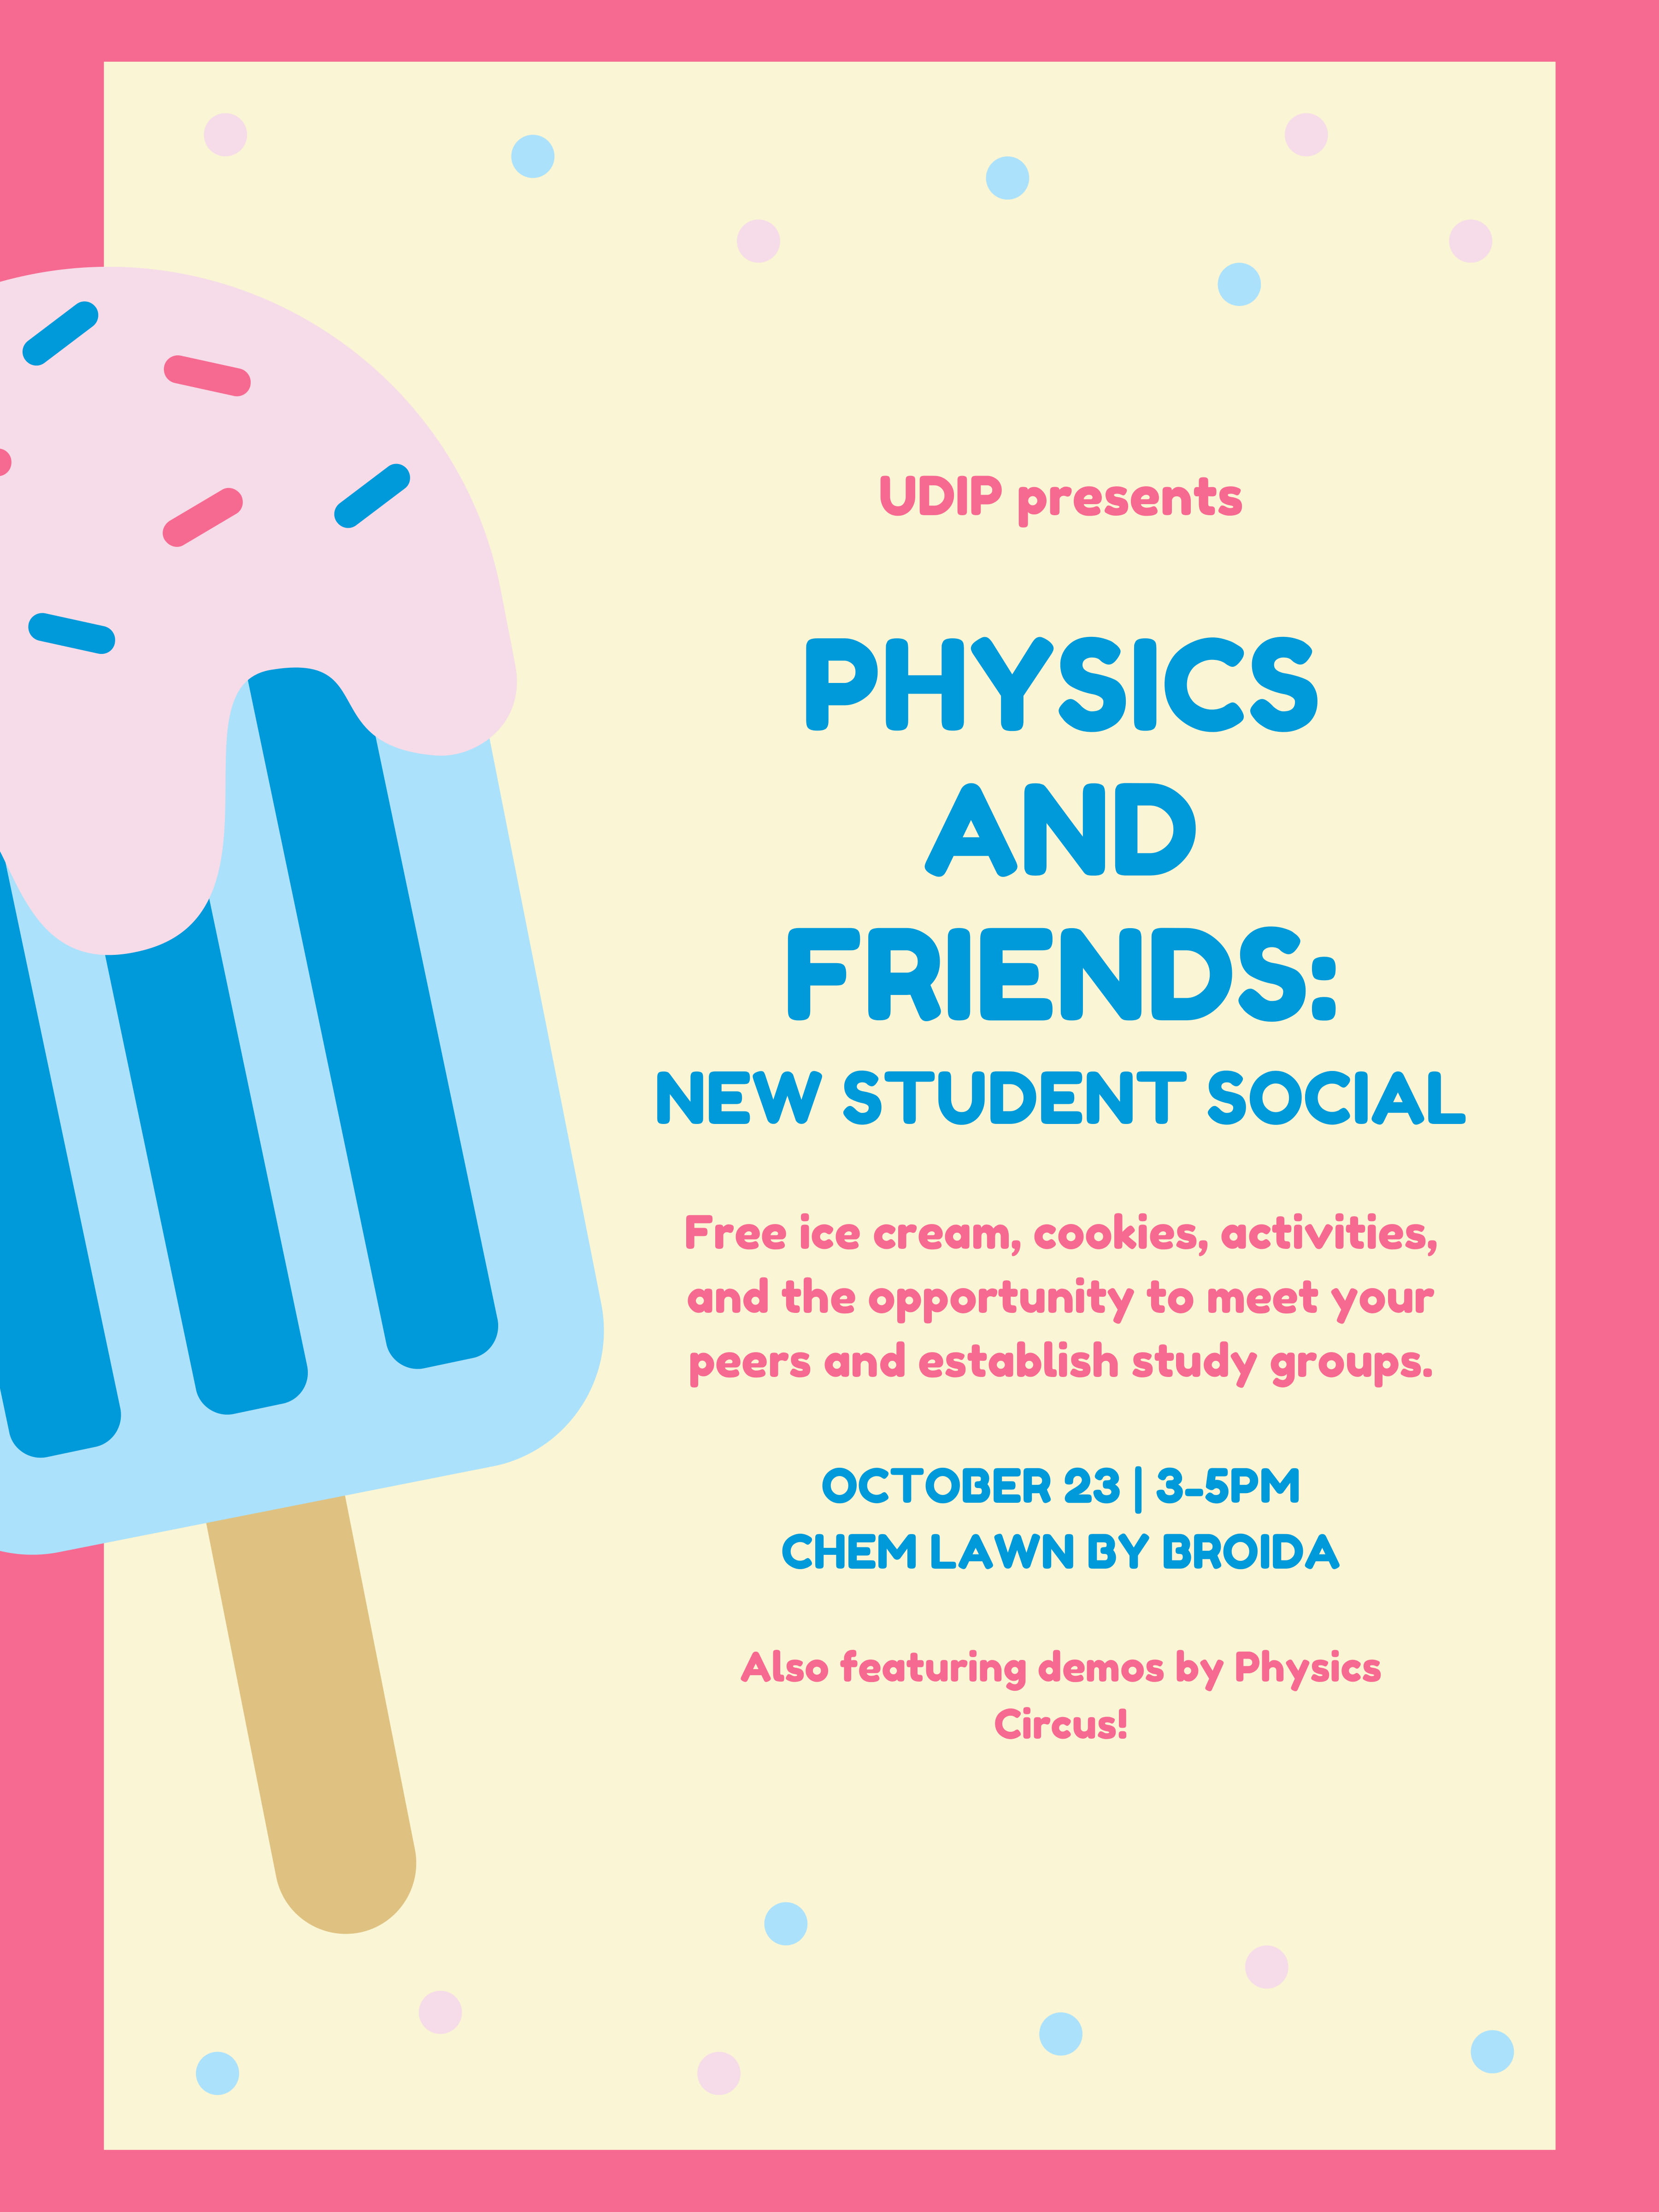 UDIP presents
PHYSICS
AND
FRIENDS:
NEW STUDENT SOCIAL
Free ice cream, cookies, activities,
and the opportunity to meet your
peers and establish study groups.
OCTOBER 23 | 3-5PM
CHEM LAWN BY BROIDA
Also featuring demos by Physics
Circus!